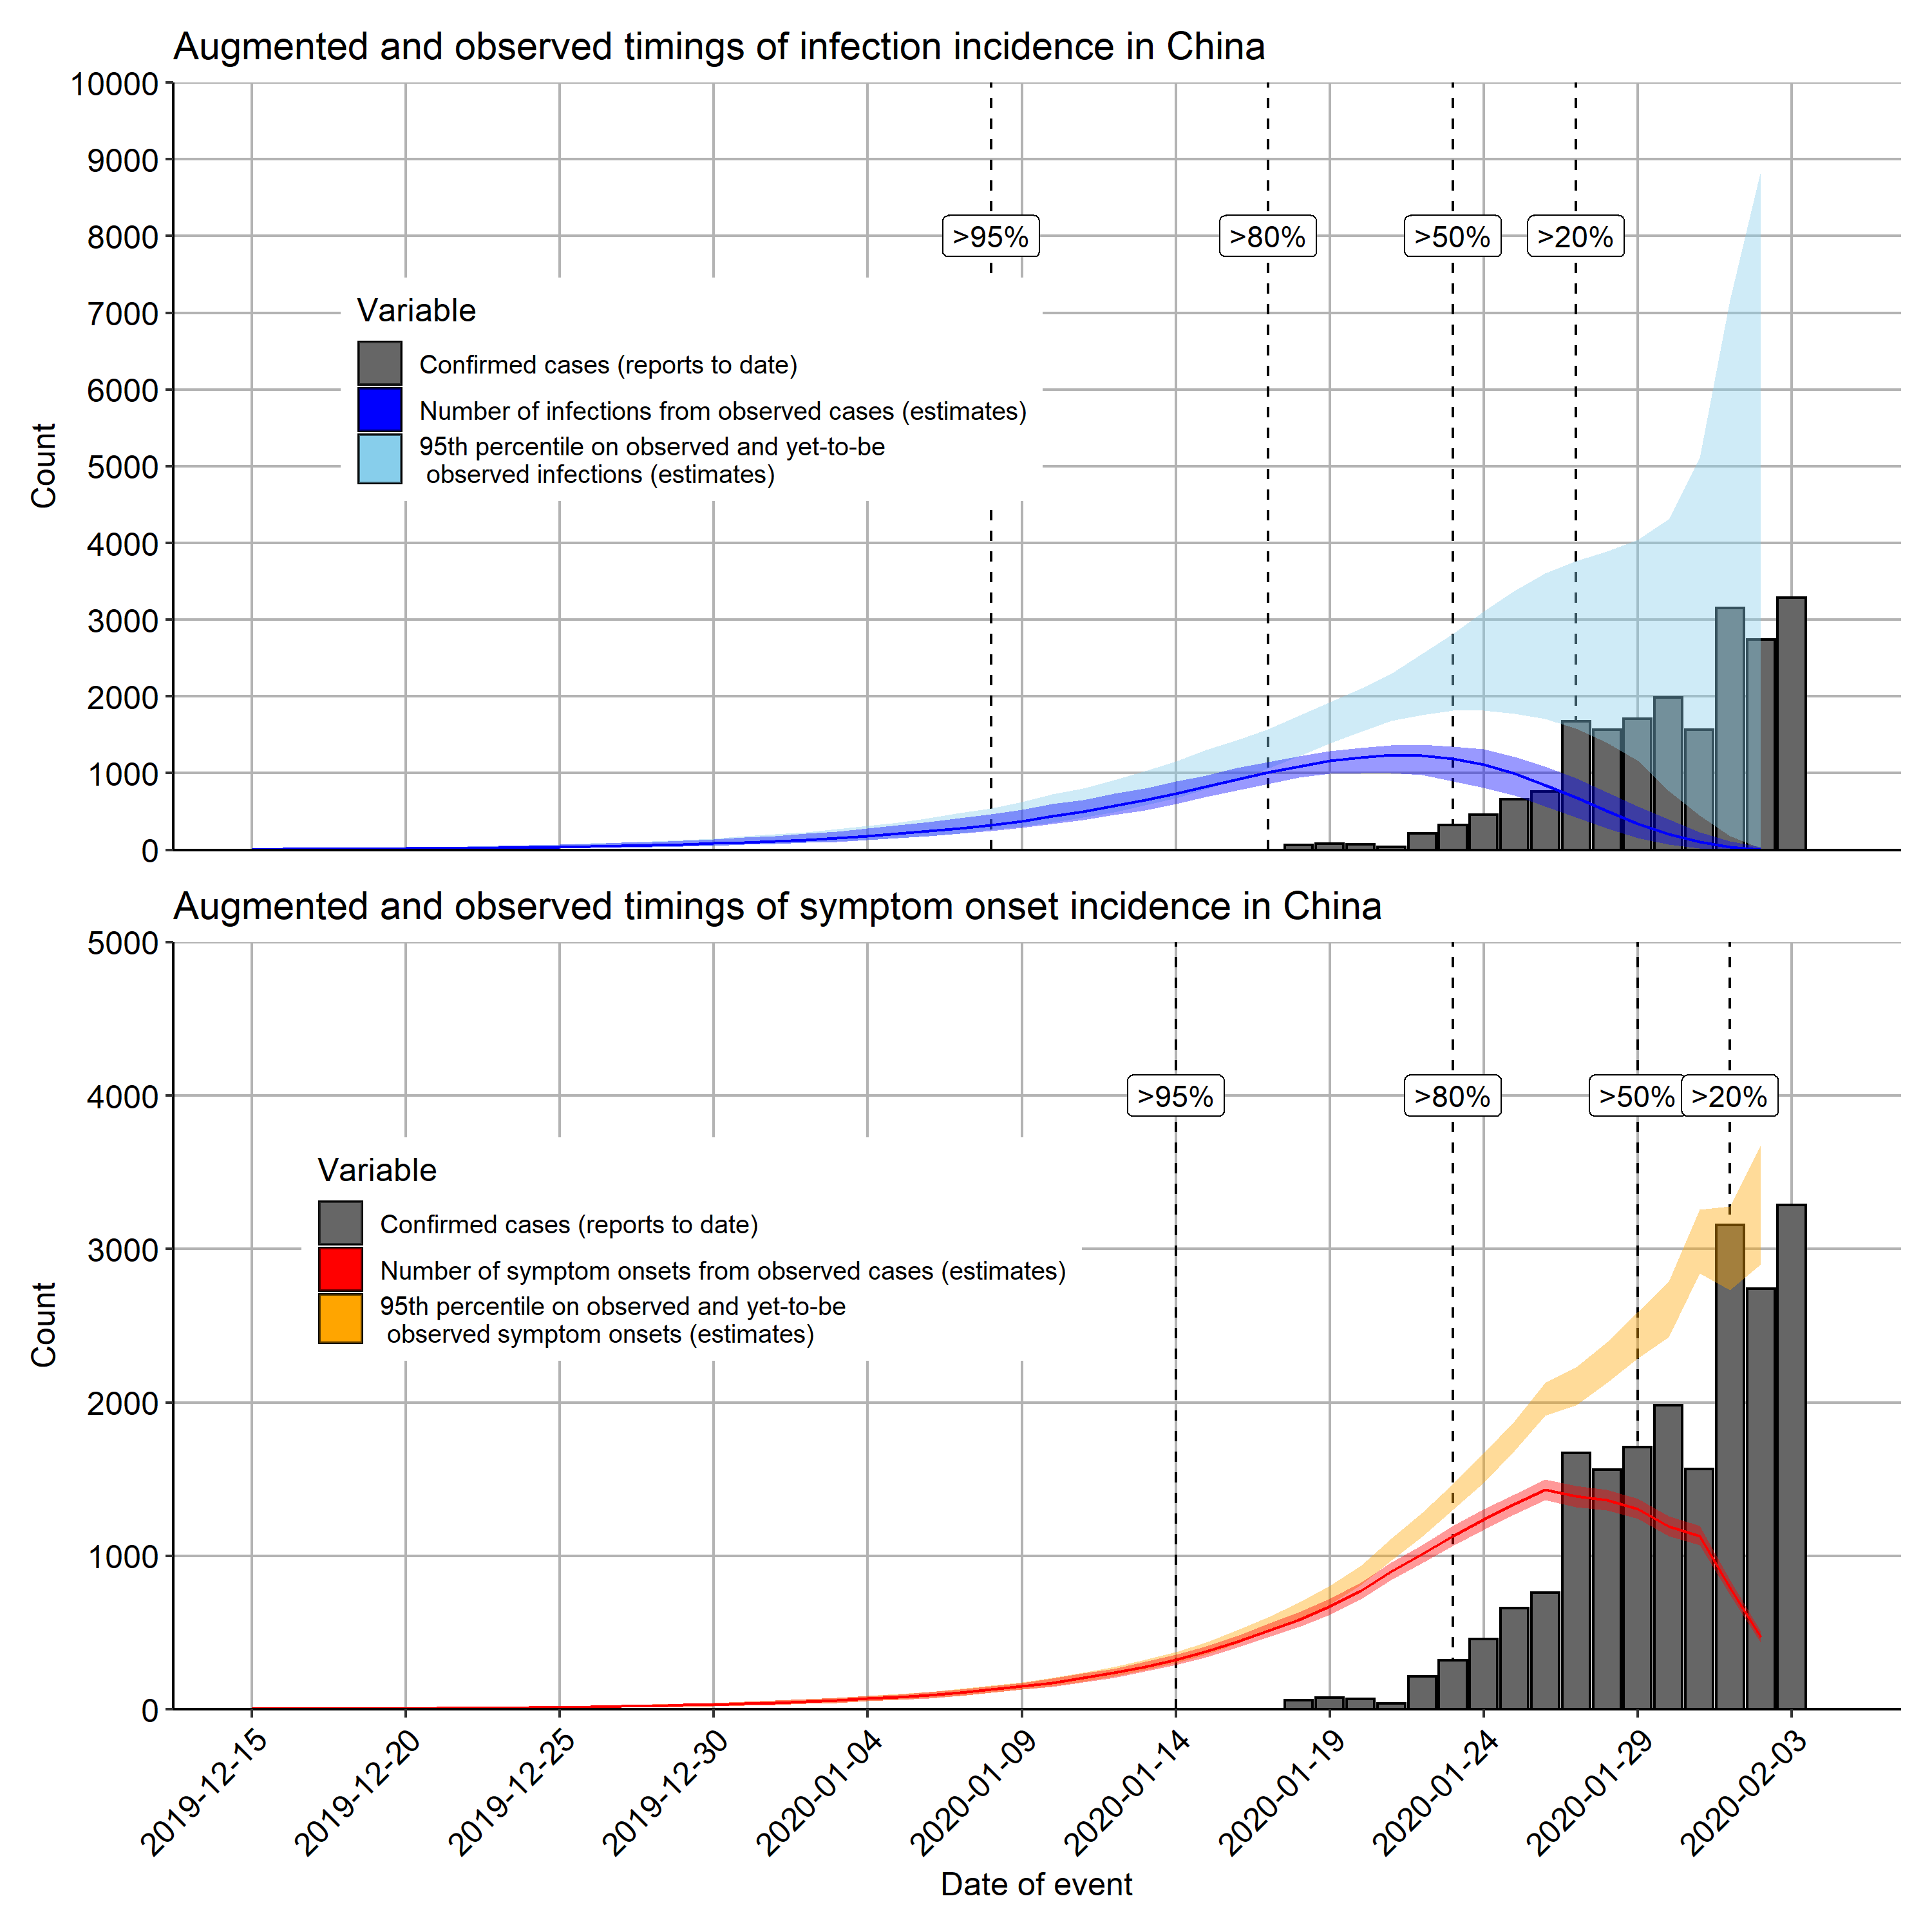 Augmented and observed timings of infection incidence in China
10000
9000
8000
7000
6000
5000
4000
3000
2000
1000
0
Count
>95%
>80%
>50%
>20%
Variable
Confirmed cases (reports to date)
Number of infections from observed cases (estimates)
95th percentile on observed and yet-to-be
observed infections (estimates)
Augmented and observed timings of symptom onset incidence in China
5000
4000
3000
2000
1000
0
Count
>95%
>80%
>50%
>20%
Variable
Confirmed cases (reports to date)
Number of symptom onsets from observed cases (estimates)
95th percentile on observed and yet-to-be
observed symptom onsets (estimates)
2019-12-15
2019-12-20
2019-12-25
2019-12-30
2020-01-04
2020-01-09
2020-01-14
2020-01-19
2020-01-24
2020-01-29
2020-02-03
Date of event